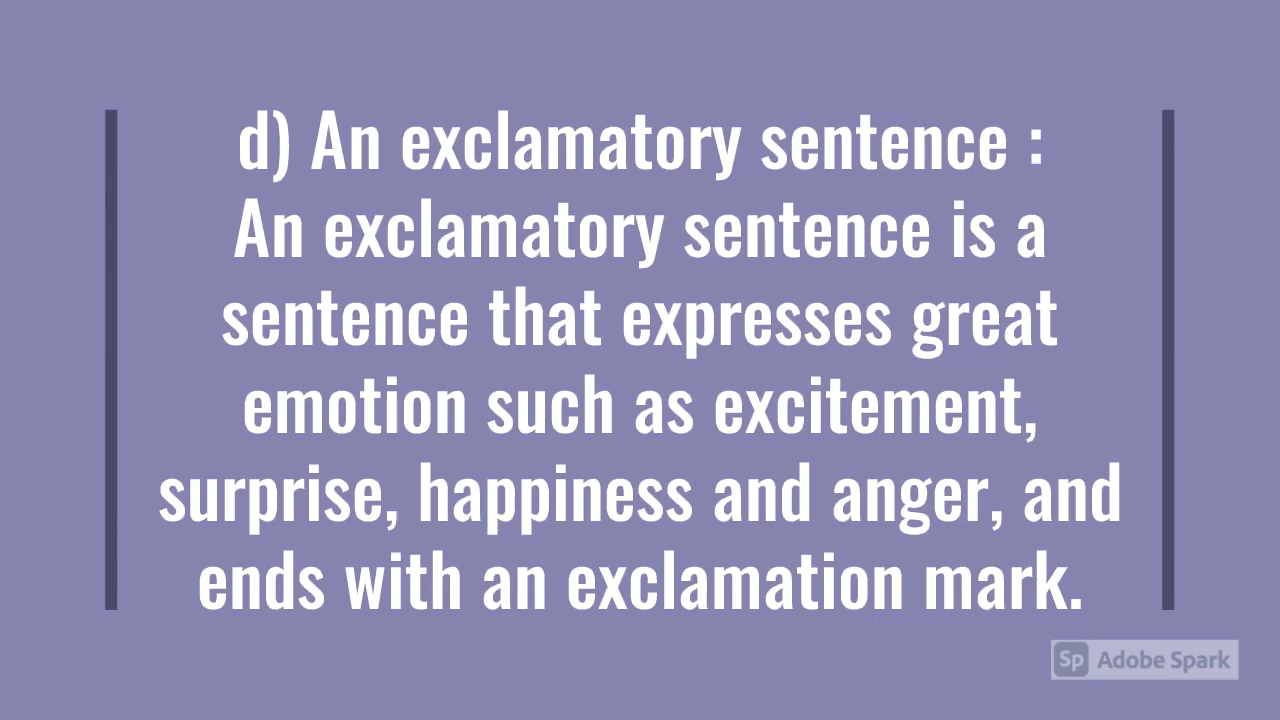 d) An exclamatory sentence :
An exclamatory sentence is a
sentence that expresses great
emotion such as excitement,
surprise, happiness and anger, and
ends with an exclamation mark.
Sp Adobe Spark